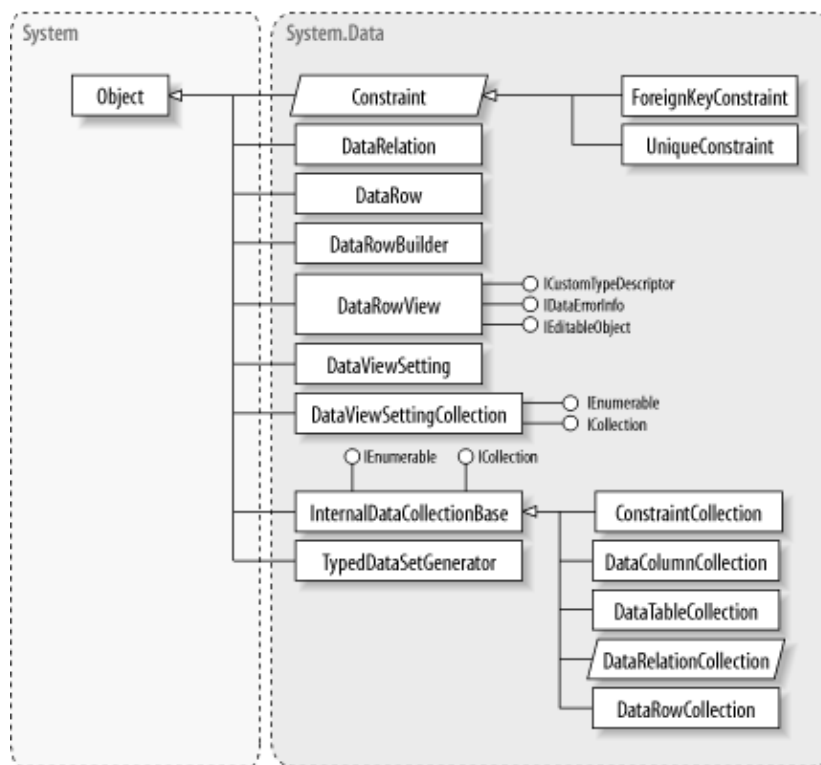 System
System.Data
Object
Constraint
ForeignKeyConstraint
UniqueConstraint
DataRelation
DataRow
DataRowBuilder
DataRowView
ICustomTypeDescriptor
IDataErrorInfo
IEditableObject
DataViewSetting
DataViewSettingCollection
IEnumerable
ICollection
IEnumerable
ICollection
InternalDataCollectionBase
ConstraintCollection
TypedDataSetGenerator
DataColumnCollection
DataTableCollection
DataRelationCollection
DataRowCollection